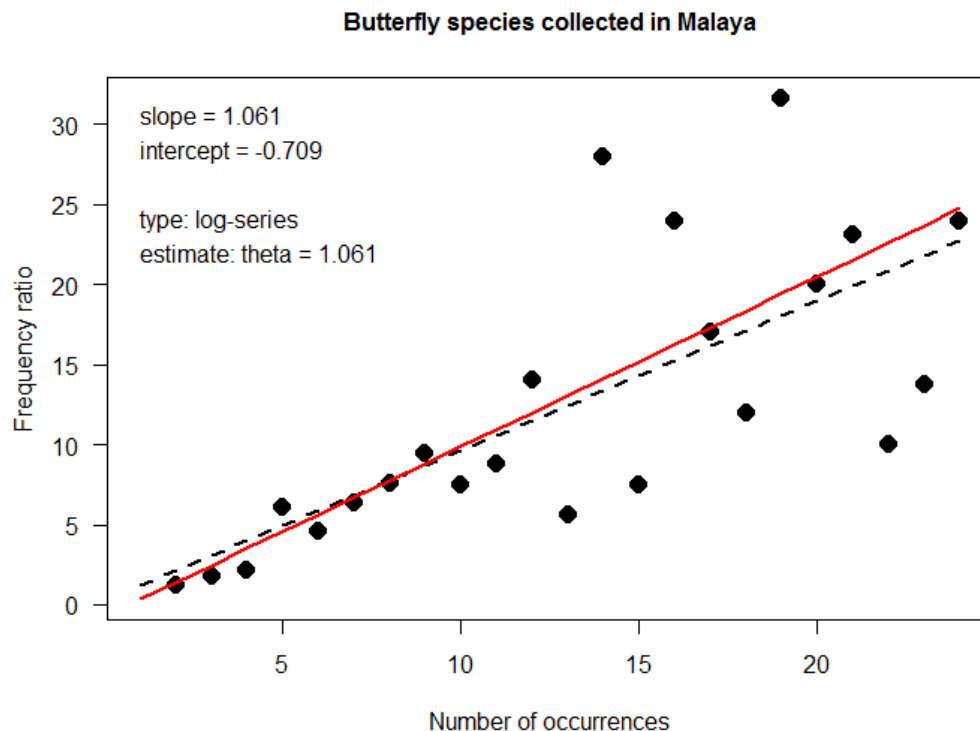 Butterfly species collected in Malaya
slope = 1.061
intercept = -0.709
type: log-series
estimate: theta = 1.061
Frequency ratio
30
25
20
15
10
5
0
5 10 15 20
Number of occurrences